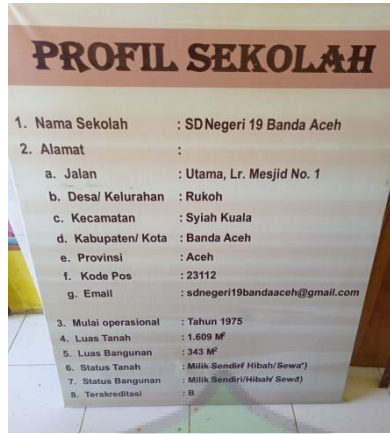 PROFIL SEKOLAH
1. Nama Sekolah : SD Negeri 19 Banda Aceh
2. Alamat :
a. Jalan : Utama, Lr. Mesjid No. 1
b. Desa/ Kelurahan : Rukoh
c. Kecamatan : Syiah Kuala
d. Kabupaten/ Kota : Banda Aceh
e. Provinsi : Aceh
f. Kode Pos : 23112
g. Email : sdnegeri19bandaaceh@gmail.com
3. Mulai operasional : Tahun 1975
4. Luas Tanah : 1.609 M²
5. Luas Bangunan : 343 M²
6. Status Tanah : Milik Sendiri/ Hibah/Sewa*)
7. Status Bangunan : Milik Sendiri/Hibah/ Sewa)
8. Terakreditasi : B